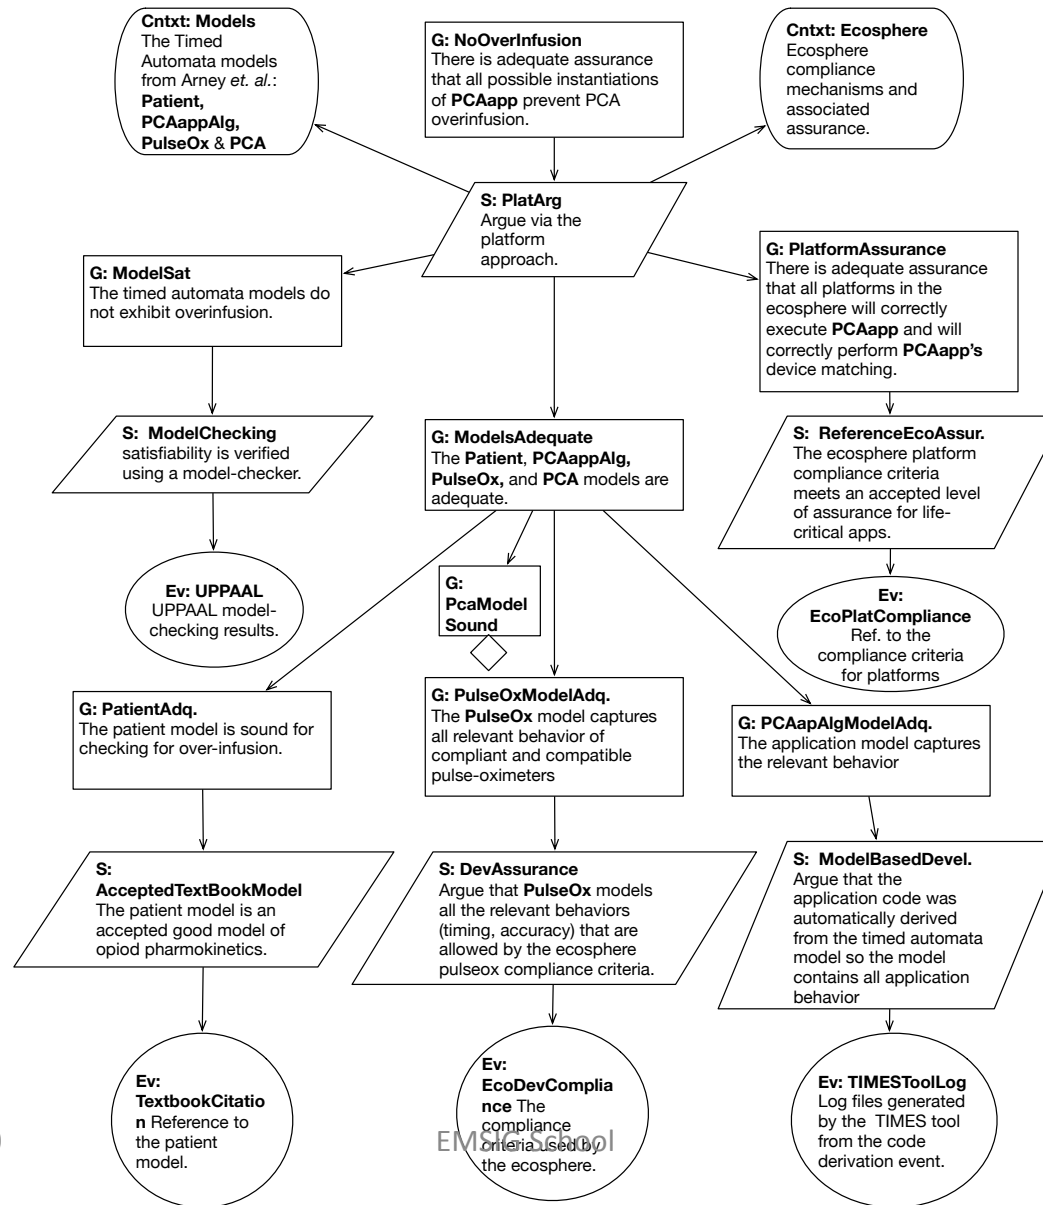 Cntxt: Models
The Timed
Automata models
from Arney et. al.:
Patient,
PCAappAlg,
PulseOx & PCA
G: NoOverInfusion
There is adequate assurance
that all possible instantiations
of PCAapp prevent PCA
overinfusion.
Cntxt: Ecosphere
Ecosphere
compliance
mechanisms and
associated
assurance.
S: PlatArg
Argue via the
platform
approach.
G: ModelSat
The timed automata models do
not exhibit overinfusion.
G: PlatformAssurance
There is adequate assurance
that all platforms in the
ecosphere will correctly
execute PCAapp and will
correctly perform PCAapp's
device matching.
S: ModelChecking
satisfiability is verified
using a model-checker.
G: ModelsAdequate
The Patient, PCAappAlg,
PulseOx, and PCA models are
adequate.
S: ReferenceEcoAssur.
The ecosphere platform
compliance criteria
meets an accepted level
of assurance for life-
critical apps.
Ev: UPPAAL
UPPAAL model-
checking results.
G:
PcaModel
Sound
Ev:
EcoPlatCompliance
Ref. to the
compliance criteria
for platforms
G: PatientAdq.
The patient model is sound for
checking for over-infusion.
G: PulseOxModelAdq.
The PulseOx model captures
all relevant behavior of
compliant and compatible
pulse-oximeters
G: PCAapAlgModelAdq.
The application model captures
the relevant behavior
S:
AcceptedTextBookModel
The patient model is an
accepted good model of
opiod pharmokinetics.
S: DevAssurance
Argue that PulseOx models
all the relevant behaviors
(timing, accuracy) that are
allowed by the ecosphere
pulseox compliance criteria.
S: ModelBasedDevel.
Argue that the
application code was
automatically derived
from the timed automata
model so the model
contains all application
behavior
Ev:
TextbookCitatio
n Reference to
the patient
model.
Ev:
EcoDevComplia
nce The
compliance
criteria used by
the ecosphere.
EMSIG School
Ev: TIMESToolLog
Log files generated
by the TIMES tool
from the code
derivation event.